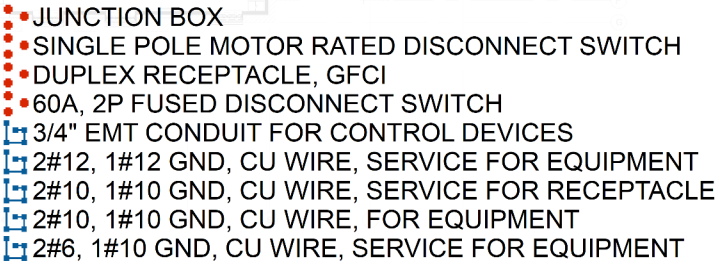 JUNCTION BOX
SINGLE POLE MOTOR RATED DISCONNECT SWITCH
DUPLEX RECEPTACLE, GFCI
60A, 2P FUSED DISCONNECT SWITCH
3/4" EMT CONDUIT FOR CONTROL DEVICES
2#12, 1#12 GND, CU WIRE, SERVICE FOR EQUIPMENT
2#10, 1#10 GND, CU WIRE, SERVICE FOR RECEPTACLE
2#10, 1#10 GND, CU WIRE, FOR EQUIPMENT
2#6, 1#10 GND, CU WIRE, SERVICE FOR EQUIPMENT